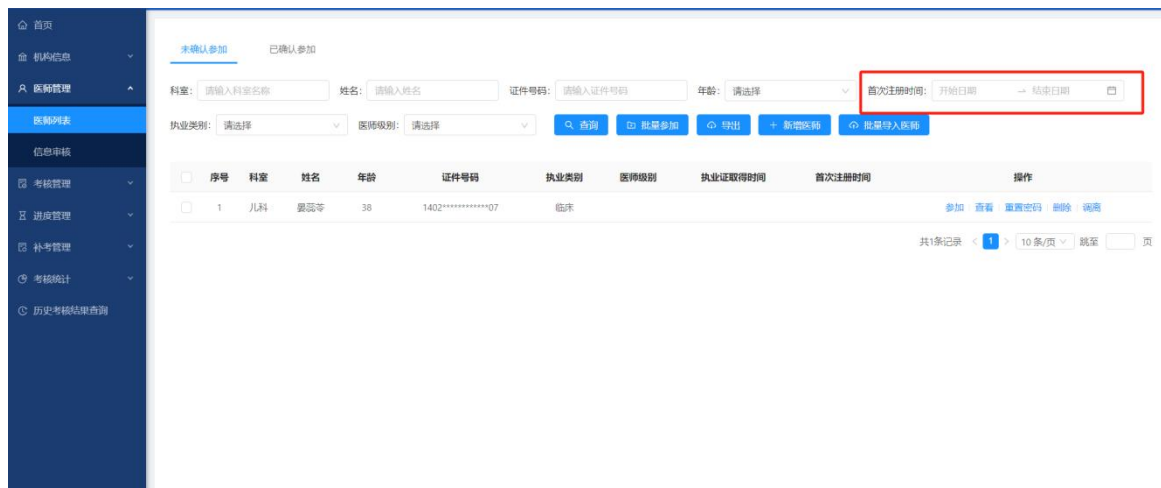 首页
机构信息
医师管理
医师列表
信息审核
考核管理
进度管理
补考管理
考核统计
历史考核结果查询
未确认参加 已确认参加
科室: 请输入科室名称 姓名: 请输入姓名 证件号码: 请输入证件号码 年龄: 请选择 首次注册时间: 开始日期 → 结束日期
执业类别: 请选择 医师级别: 请选择 查询 批量参加 导出 + 新增医师 批量导入医师
序号 科室 姓名 年龄 证件号码 执业类别 医师级别 执业证取得时间 首次注册时间 操作
1 儿科 晏蕊苓 38 1402************07 临床 参加 查看 重置密码 删除 调离
共1条记录 < 1 > 10 条/页 跳至 页